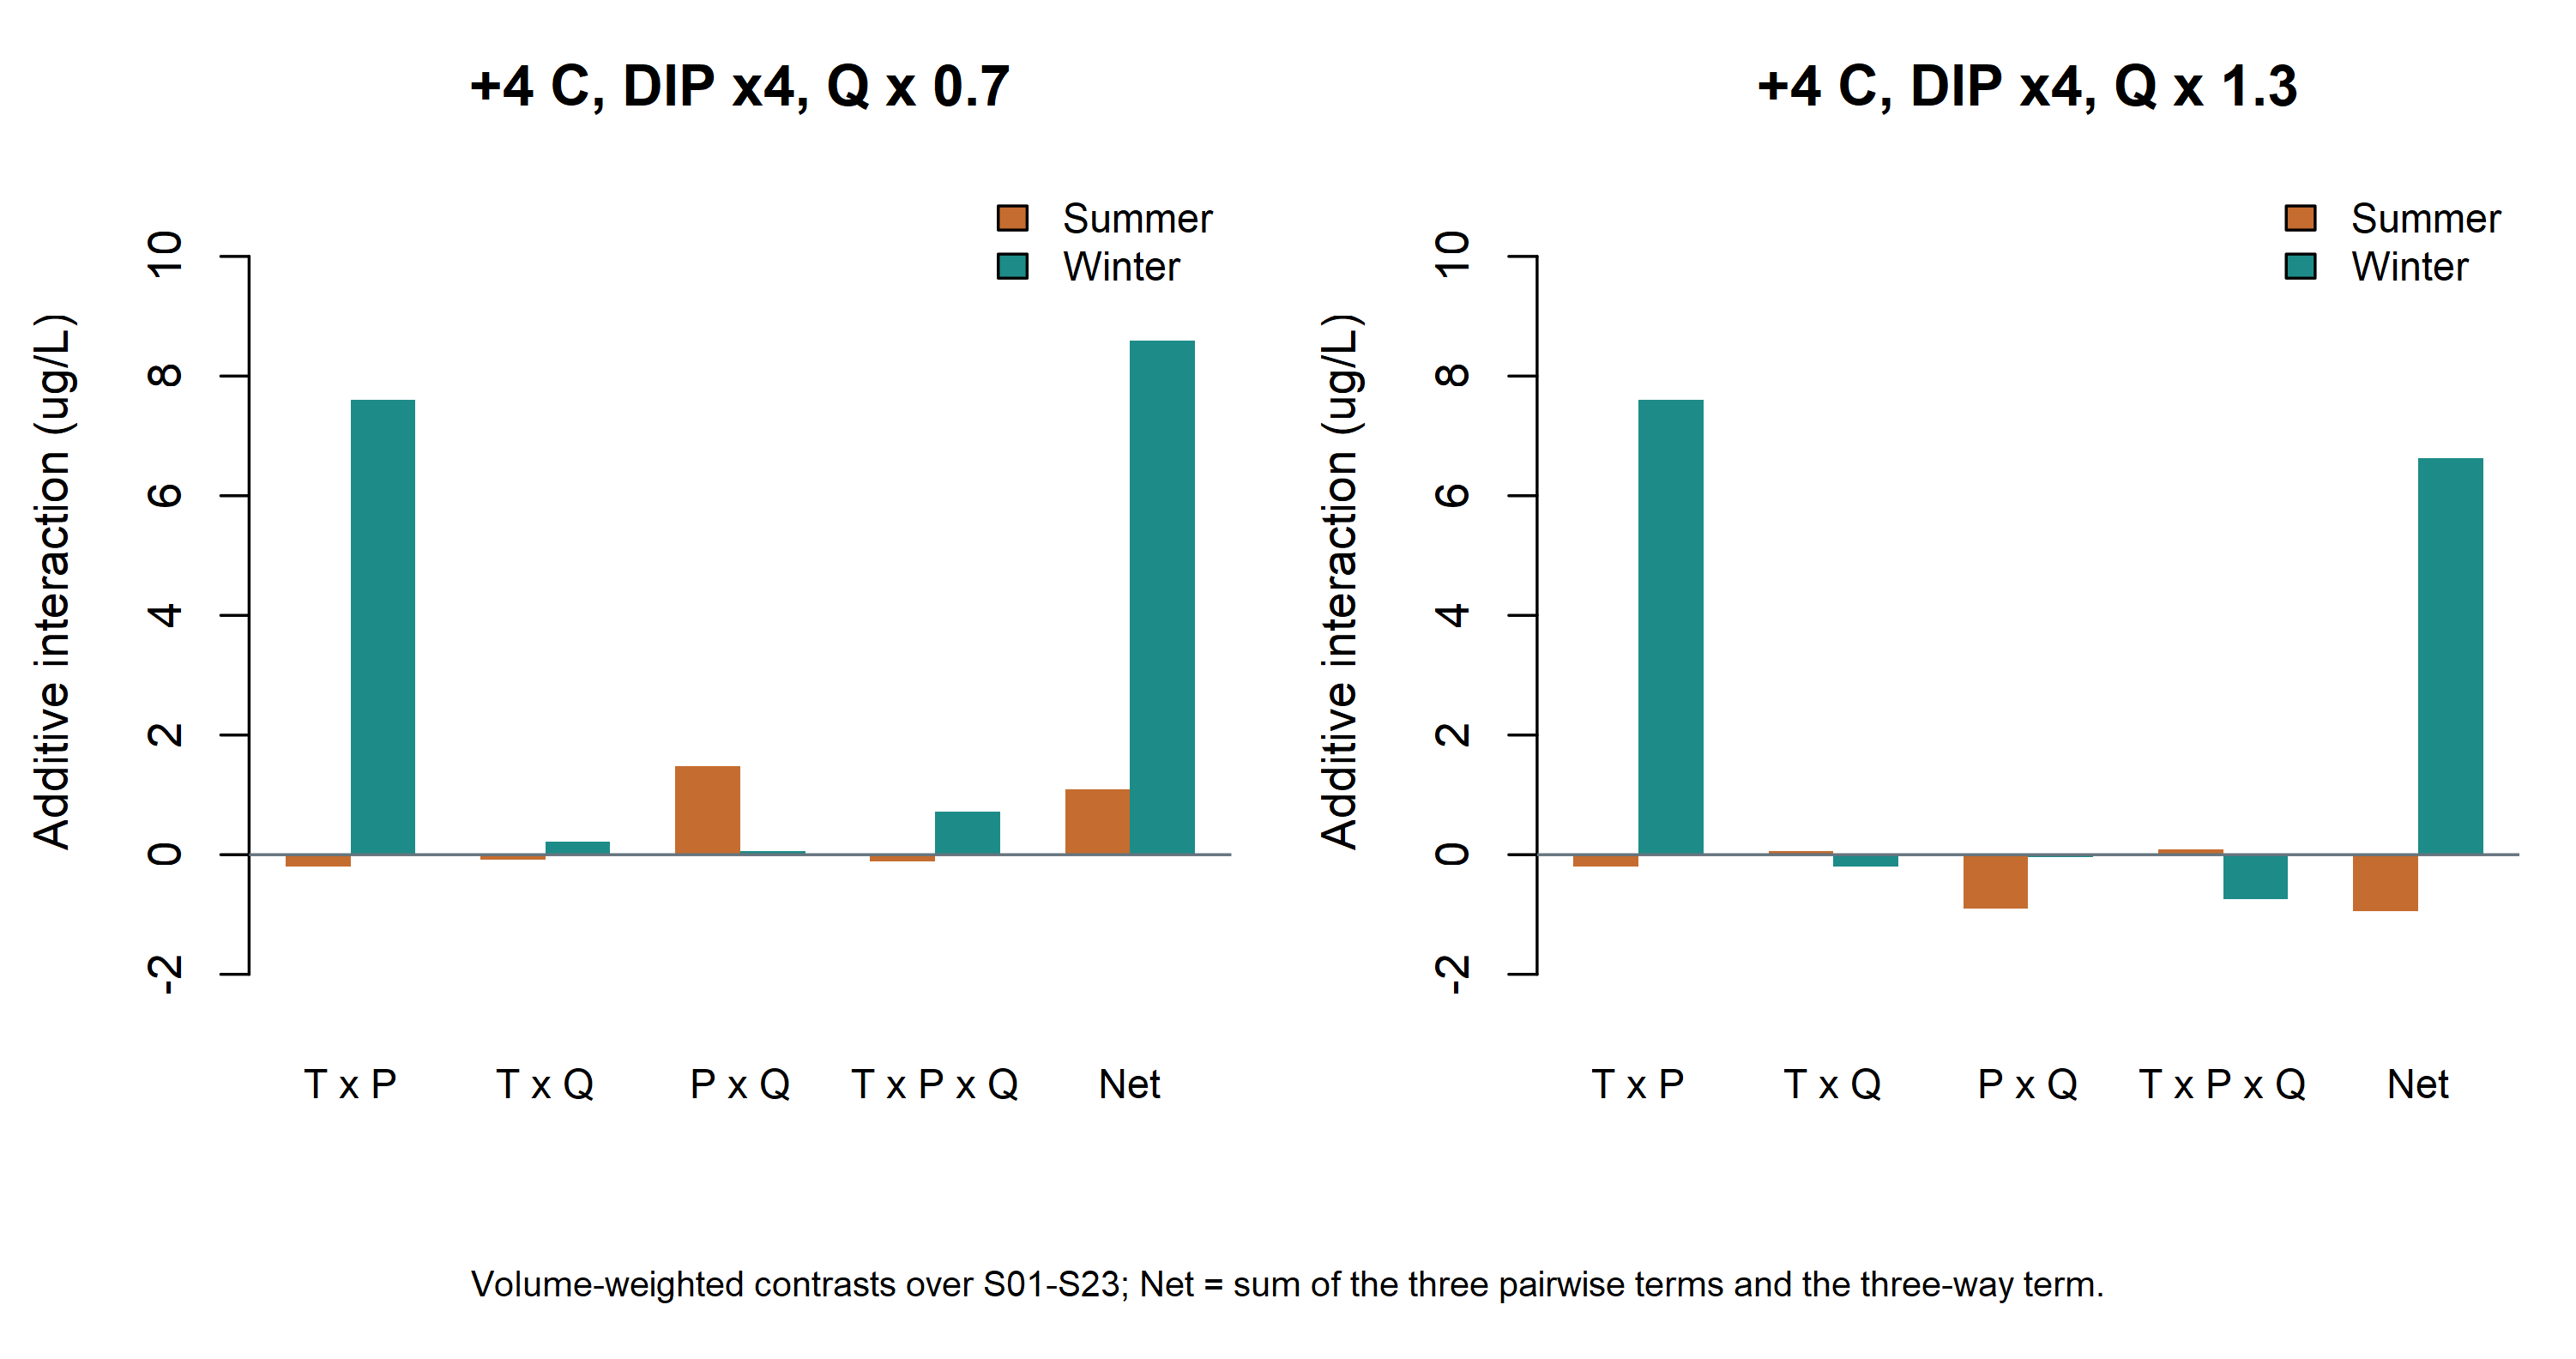 +4 C, DIP x4, Q x 0.7
Summer
Winter
Additive interaction (ug/L)
10
8
6
4
2
0
-2
T x P
T x Q
P x Q
T x P x Q
Net
+4 C, DIP x4, Q x 1.3
Summer
Winter
Additive interaction (ug/L)
10
8
6
4
2
0
-2
T x P
T x Q
P x Q
T x P x Q
Net
Volume-weighted contrasts over S01-S23; Net = sum of the three pairwise terms and the three-way term.